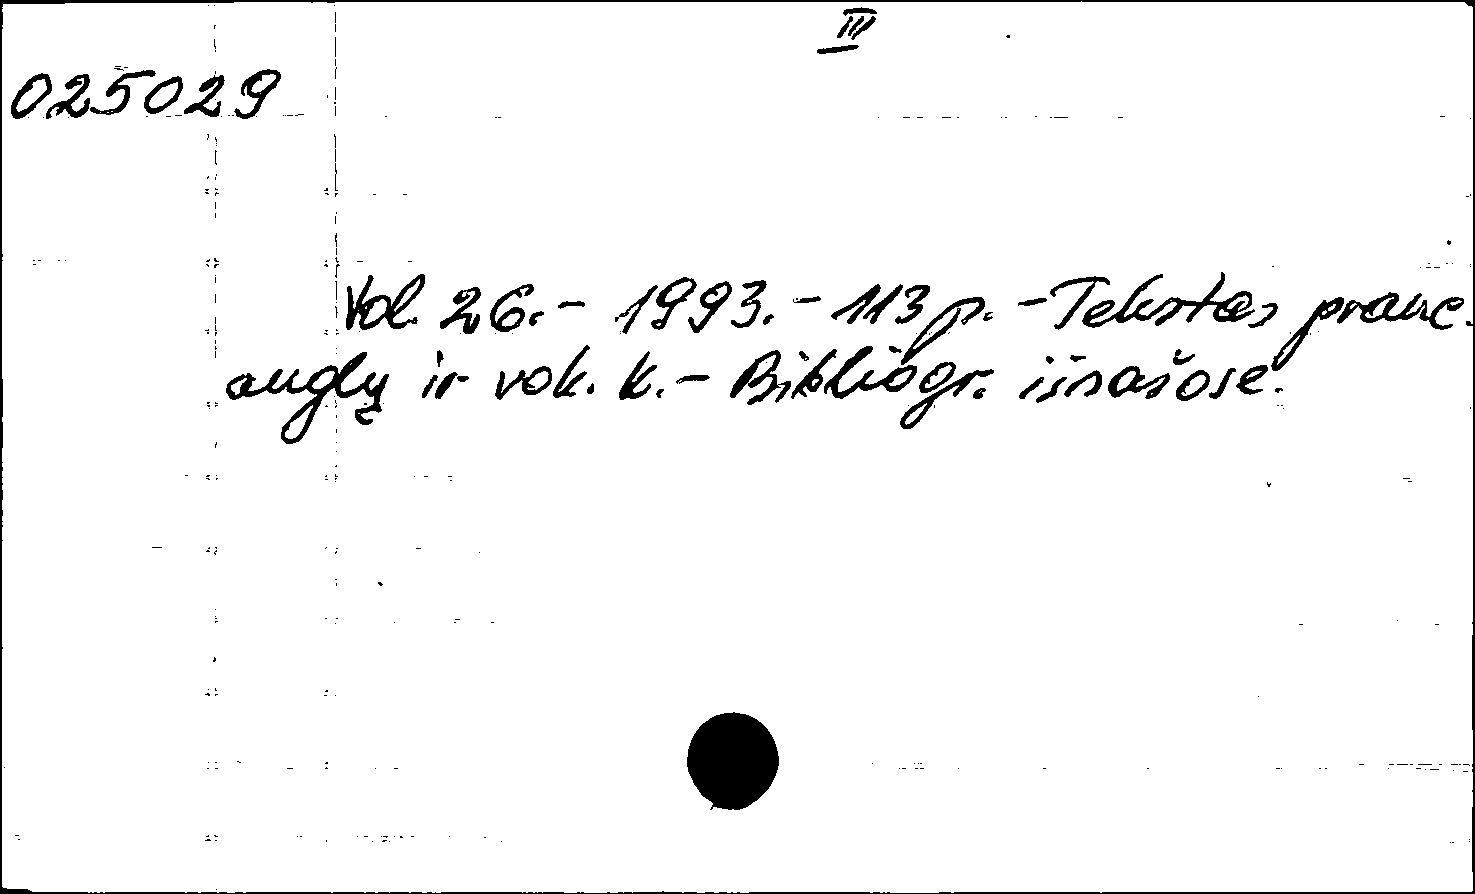 III
025029
Vol. 26. - 1993. - 113 p. - Tekstas pranc.
anglų ir vok. k. - Bibliogr. išnašose.